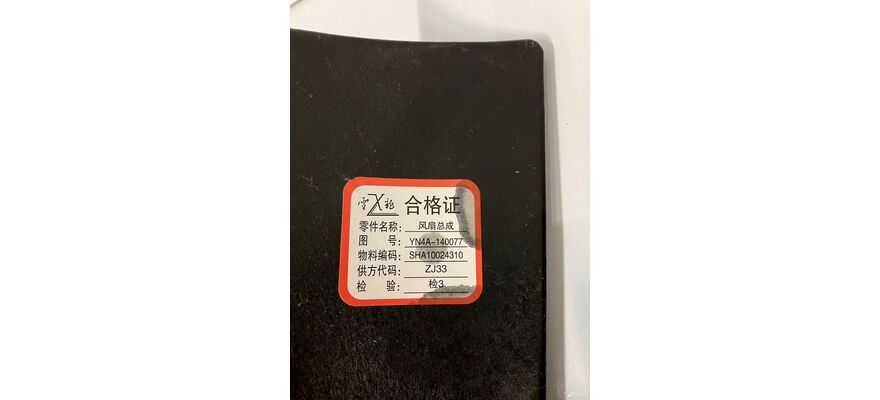 合格证
零件名称: 风扇总成
图 号: YN4A-140077
物料编码: SHA10024310
供方代码: ZJ33
检 验: 检3